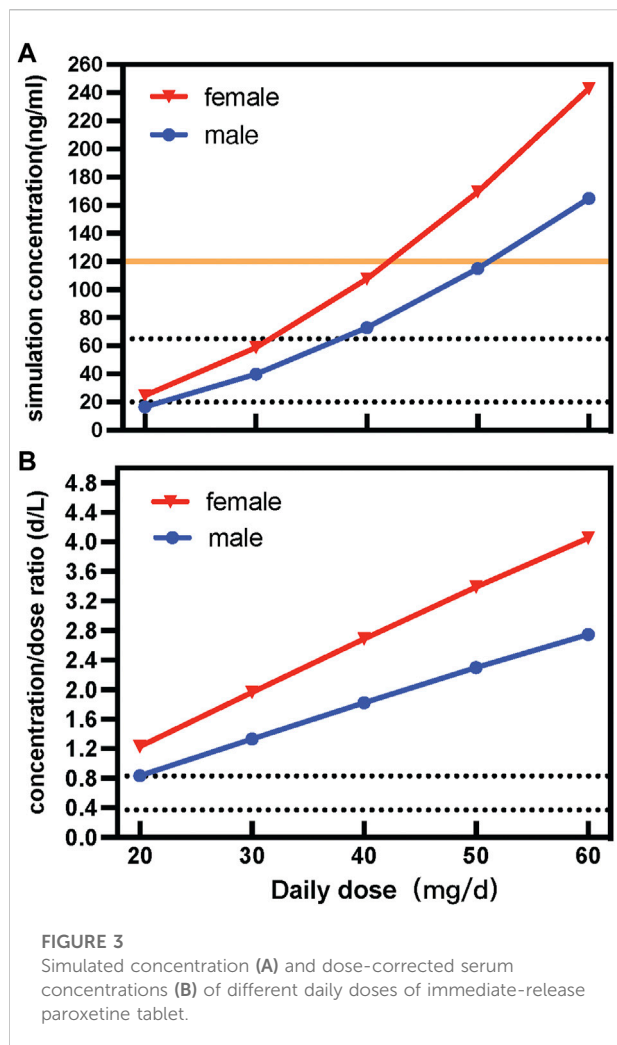 A
simulation concentration(ng/ml)
260
240
220
200
180
160
140
120
100
80
60
40
20
0
female
male
B
concentration/dose ratio (d/L)
4.8
4.4
4.0
3.6
3.2
2.8
2.4
2.0
1.6
1.2
0.8
0.4
0.0
female
male
20 30 40 50 60
Daily dose (mg/d)
FIGURE 3
Simulated concentration (A) and dose-corrected serum
concentrations (B) of different daily doses of immediate-release
paroxetine tablet.